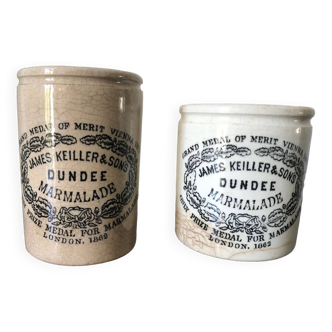 GRAND MEDAL OF MERIT VIENNA
JAMES KEILLER & SONS
DUNDEE
MARMALADE
PRIZE MEDAL FOR MARMALADE
LONDON. 1862
GRAND MEDAL OF MERIT VIENNA
JAMES KEILLER & SONS
DUNDEE
MARMALADE
ONLY PRIZE MEDAL FOR MARMALADE
LONDON. 1862